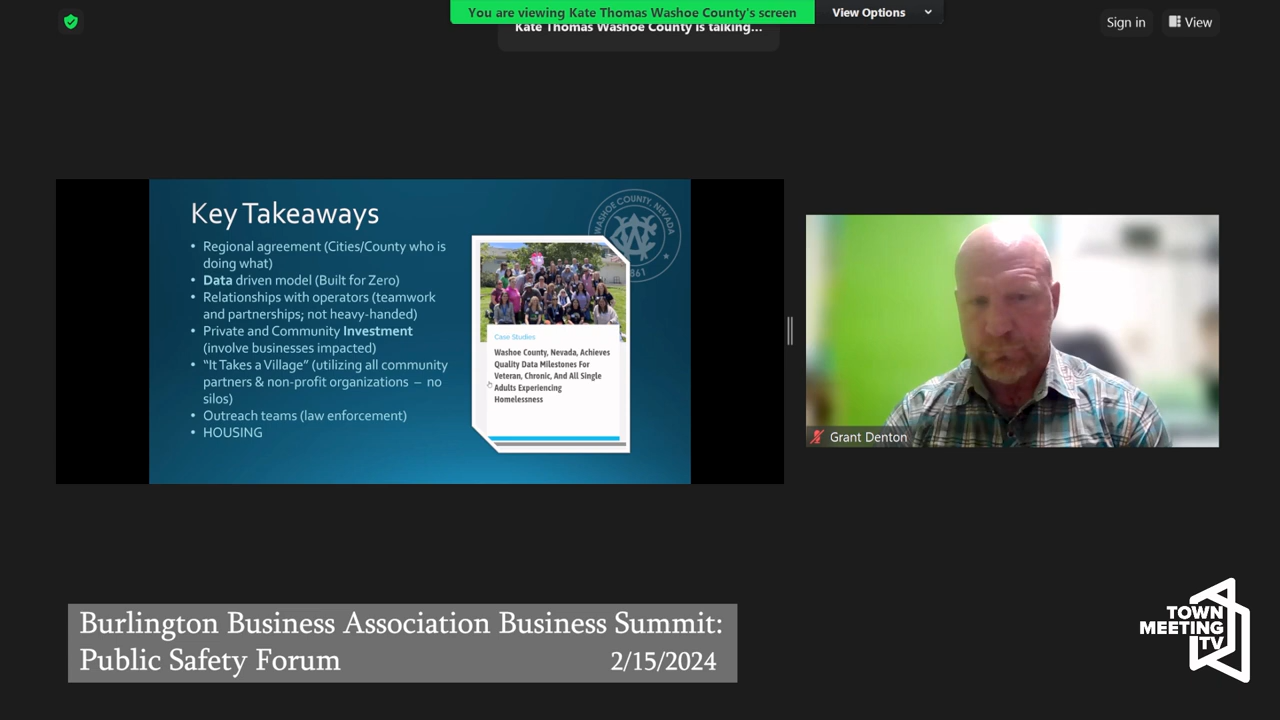 You are viewing Kate Thomas Washoe County's screen
View Options
Kate Thomas Washoe County is talking...
Sign in
View
Key Takeaways
WASHOE COUNTY, NEVADA
1861
• Regional agreement (Cities/County who is
doing what)
• Data driven model (Built for Zero)
• Relationships with operators (teamwork
and partnerships; not heavy-handed)
• Private and Community Investment
(involve businesses impacted)
• "It Takes a Village" (utilizing all community
partners & non-profit organizations – no
silos)
• Outreach teams (law enforcement)
• HOUSING
Case Studies
Washoe County, Nevada, Achieves
Quality Data Milestones For
Veteran, Chronic, And All Single
Adults Experiencing
Homelessness
Grant Denton
Burlington Business Association Business Summit:
Public Safety Forum 2/15/2024
TOWN
MEETING
TV